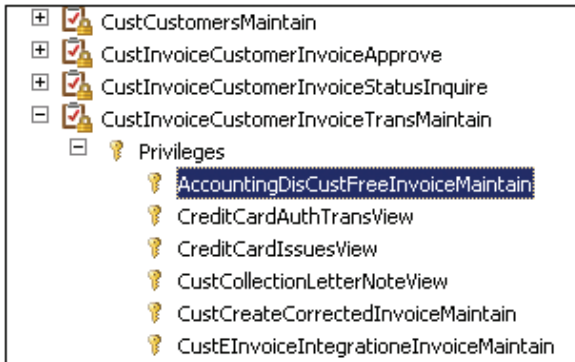 CustCustomersMaintain
CustInvoiceCustomerInvoiceApprove
CustInvoiceCustomerInvoiceStatusInquire
CustInvoiceCustomerInvoiceTransMaintain
Privileges
AccountingDisCustFreeInvoiceMaintain
CreditCardAuthTransView
CreditCardIssuesView
CustCollectionLetterNoteView
CustCreateCorrectedInvoiceMaintain
CustEInvoiceIntegrationeInvoiceMaintain